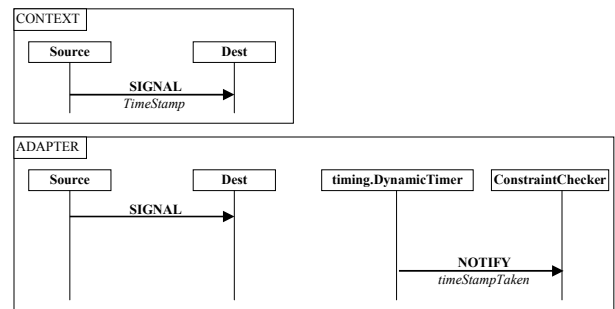 CONTEXT
Source Dest
SIGNAL
TimeStamp
ADAPTER
Source Dest timing.DynamicTimer ConstraintChecker
SIGNAL
NOTIFY
timeStampTaken